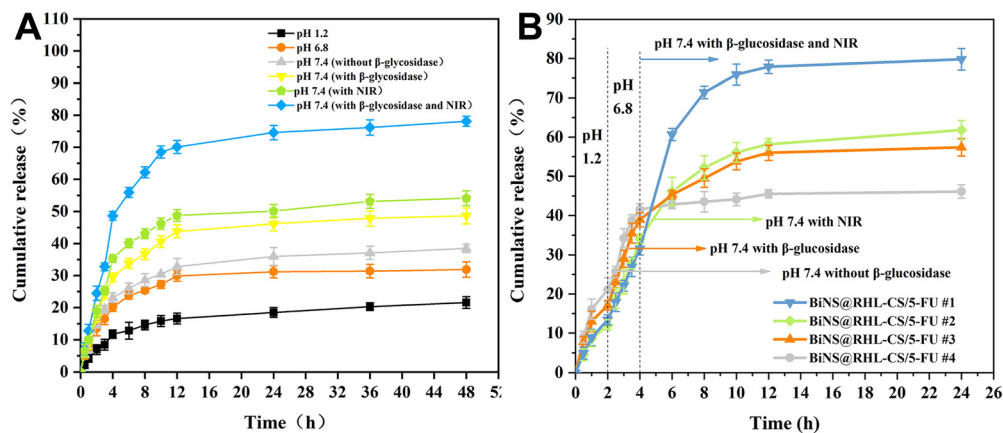 A
pH 1.2
pH 6.8
pH 7.4 (without β-glycosidase)
pH 7.4 (with β-glycosidase)
pH 7.4 (with NIR)
pH 7.4 (with β-glycosidase and NIR)
Cumulative release (%)
110
100
90
80
70
60
50
40
30
20
10
0
0 4 8 12 16 20 24 28 32 36 40 44 48 52
Time (h)
B
pH 7.4 with β-glucosidase and NIR
pH
6.8
pH
1.2
pH 7.4 with NIR
pH 7.4 with β-glucosidase
pH 7.4 without β-glucosidase
BiNS@RHL-CS/5-FU #1
BiNS@RHL-CS/5-FU #2
BiNS@RHL-CS/5-FU #3
BiNS@RHL-CS/5-FU #4
Cumulative release (%)
90
80
70
60
50
40
30
20
10
0
0 2 4 6 8 10 12 14 16 18 20 22 24 26
Time (h)